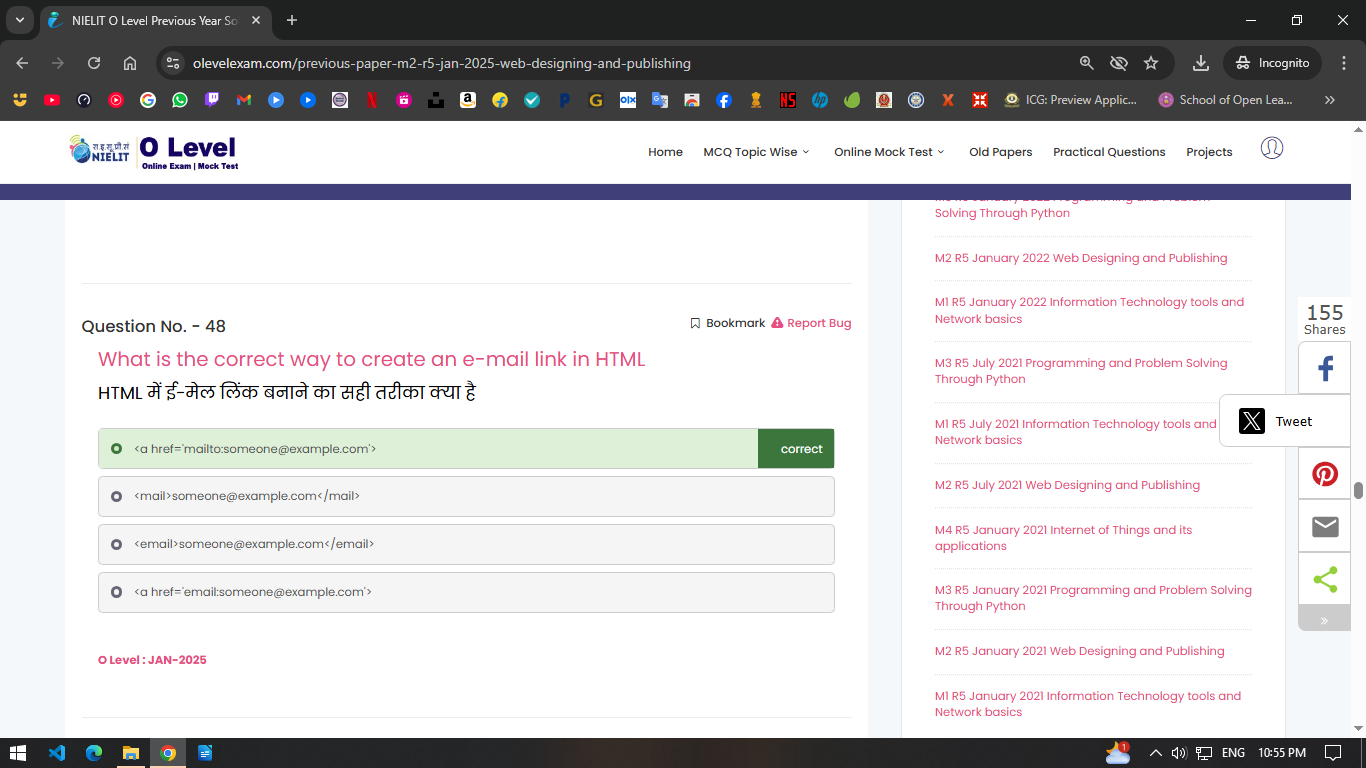 NIELIT O Level Previous Year So
olevelexam.com/previous-paper-m2-r5-jan-2025-web-designing-and-publishing
Incognito
ICG: Preview Applic...
School of Open Lea...
रा.इ.सू.प्रौ.सं
NIELIT
O Level
Online Exam | Mock Test
Home
MCQ Topic Wise
Online Mock Test
Old Papers
Practical Questions
Projects
Question No. - 48
Bookmark
Report Bug
What is the correct way to create an e-mail link in HTML
HTML में ई-मेल लिंक बनाने का सही तरीका क्या है
<a href='mailto:someone@example.com'>
correct
<mail>someone@example.com</mail>
<email>someone@example.com</email>
<a href='email:someone@example.com'>
O Level : JAN-2025
Solving Through Python
M2 R5 January 2022 Web Designing and Publishing
M1 R5 January 2022 Information Technology tools and
Network basics
M3 R5 July 2021 Programming and Problem Solving
Through Python
M1 R5 July 2021 Information Technology tools and
Network basics
M2 R5 July 2021 Web Designing and Publishing
M4 R5 January 2021 Internet of Things and its
applications
M3 R5 January 2021 Programming and Problem Solving
Through Python
M2 R5 January 2021 Web Designing and Publishing
M1 R5 January 2021 Information Technology tools and
Network basics
155
Shares
Tweet
1
ENG
10:55 PM